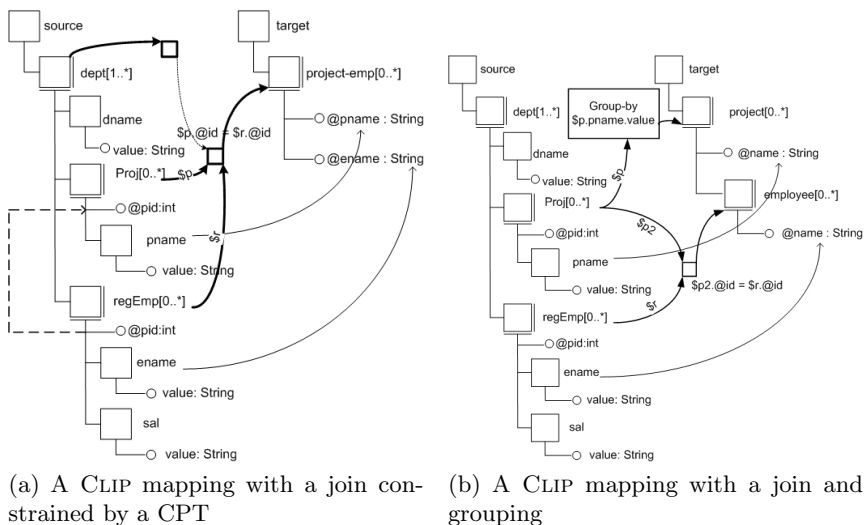 source
target
dept[1..*]
project-emp[0..*]
dname
@pname : String
$p.@id = $r.@id
value: String
@ename : String
Proj[0..*]
$p
@pid:int
pname
$r
value: String
regEmp[0..*]
@pid:int
ename
value: String
sal
value: String
(a) A CLIP mapping with a join con-
strained by a CPT
source
target
dept[1..*]
Group-by
$p.pname.value
project[0..*]
dname
@name : String
value: String
$p
Proj[0..*]
employee[0..*]
$p2
@pid:int
@name : String
pname
value: String
$p2.@id = $r.@id
$r
regEmp[0..*]
@pid:int
ename
value: String
sal
value: String
(b) A CLIP mapping with a join and
grouping